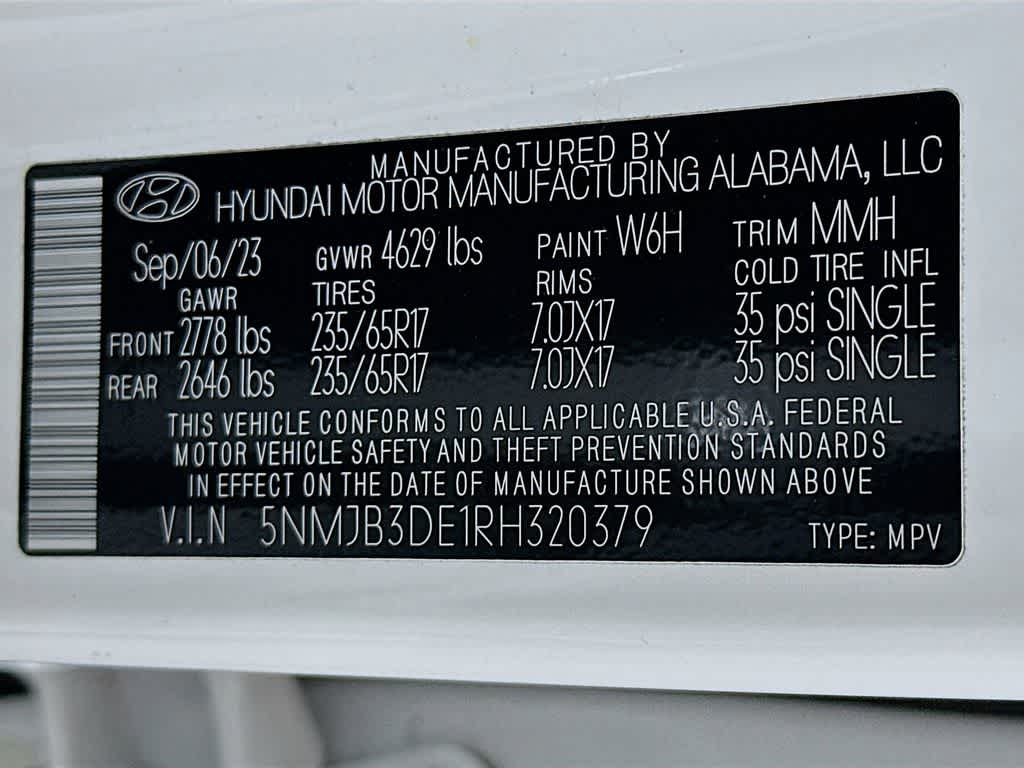 MANUFACTURED BY
HYUNDAI MOTOR MANUFACTURING ALABAMA, LLC
Sep/06/23 GVWR 4629 lbs PAINT W6H TRIM MMH
GAWR TIRES RIMS COLD TIRE INFL
FRONT 2778 lbs 235/65R17 7.0JX17 35 psi SINGLE
REAR 2646 lbs 235/65R17 7.0JX17 35 psi SINGLE
THIS VEHICLE CONFORMS TO ALL APPLICABLE U.S.A. FEDERAL
MOTOR VEHICLE SAFETY AND THEFT PREVENTION STANDARDS
IN EFFECT ON THE DATE OF MANUFACTURE SHOWN ABOVE
V.I.N 5NMJB3DE1RH320379 TYPE: MPV